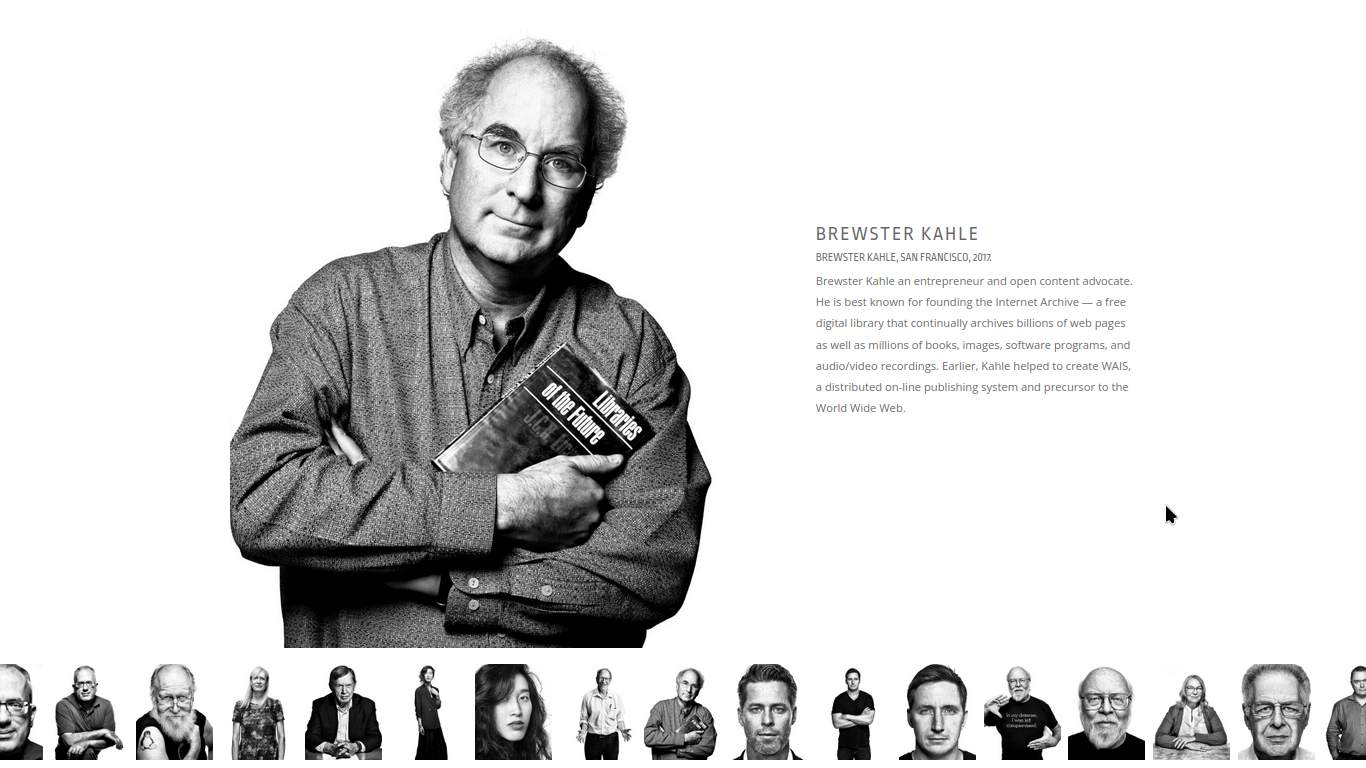 BREWSTER KAHLE
BREWSTER KAHLE, SAN FRANCISCO, 2017.
Brewster Kahle an entrepreneur and open content advocate.
He is best known for founding the Internet Archive — a free
digital library that continually archives billions of web pages
as well as millions of books, images, software programs, and
audio/video recordings. Earlier, Kahle helped to create WAIS,
a distributed on-line publishing system and precursor to the
World Wide Web.
Libraries
of the Future